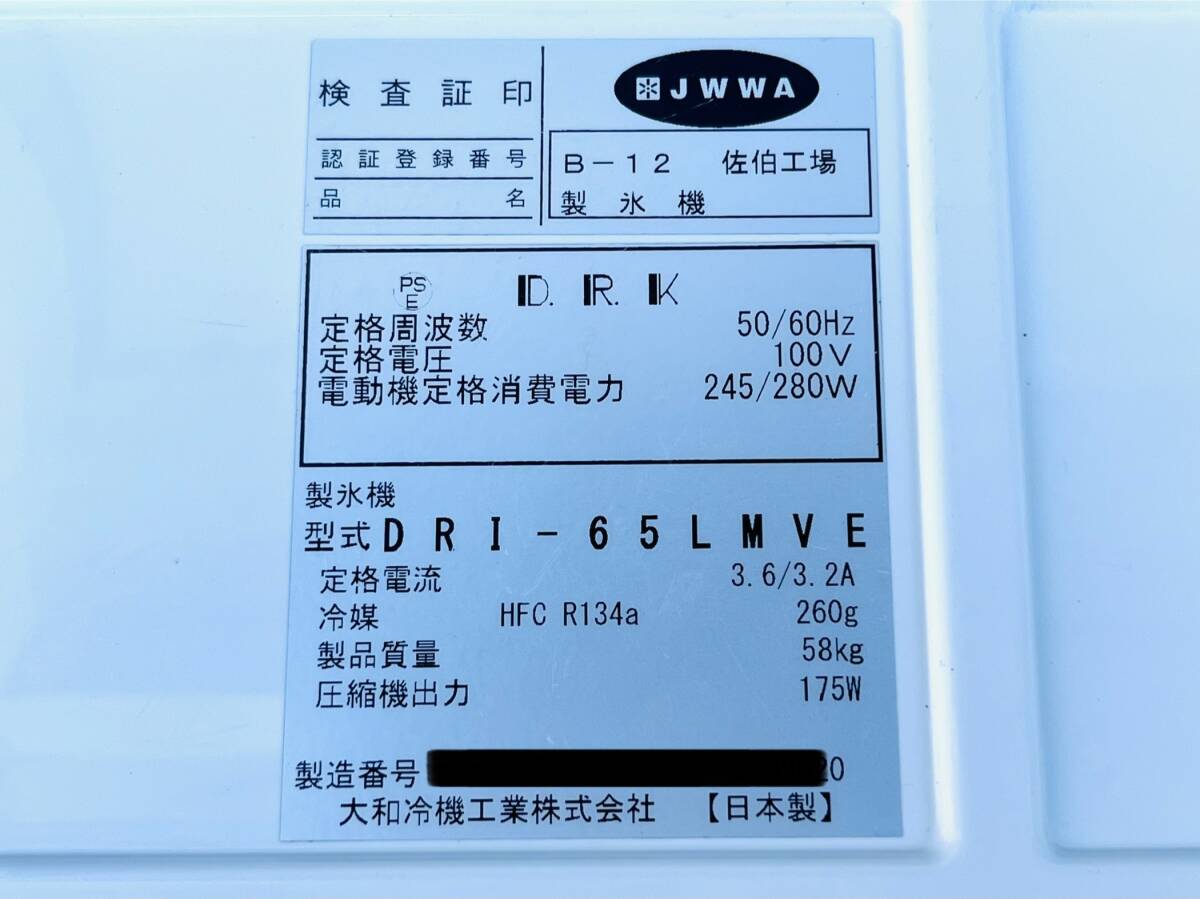 検査証印
JWWA
認証登録番号 B-12 佐伯工場
品名 製氷機
PSE D.R.K
定格周波数 50/60Hz
定格電圧 100V
電動機定格消費電力 245/280W
製氷機
型式 DRI-65LMVE
定格電流 3.6/3.2A
冷媒 HFC R134a 260g
製品質量 58kg
圧縮機出力 175W
製造番号 20
大和冷機工業株式会社 【日本製】